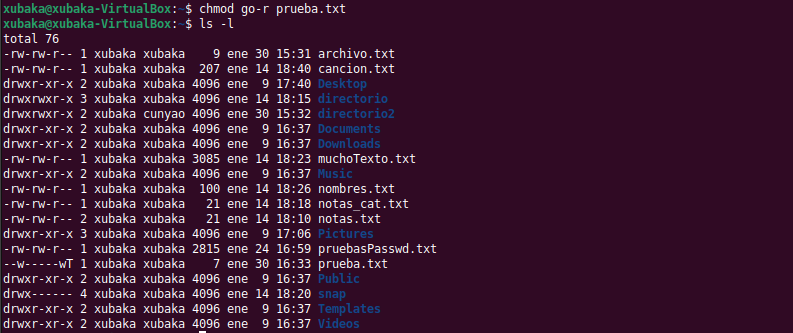 xubaka@xubaka-VirtualBox:~$ chmod go-r prueba.txt
xubaka@xubaka-VirtualBox:~$ ls -l
total 76
-rw-rw-r-- 1 xubaka xubaka    9 ene 30 15:31 archivo.txt
-rw-rw-r-- 1 xubaka xubaka  207 ene 14 18:40 cancion.txt
drwxr-xr-x 2 xubaka xubaka 4096 ene  9 17:40 Desktop
drwxrwxr-x 3 xubaka xubaka 4096 ene 14 18:15 directorio
drwxrwxr-x 2 xubaka cunyao 4096 ene 30 15:32 directorio2
drwxr-xr-x 2 xubaka xubaka 4096 ene  9 16:37 Documents
drwxr-xr-x 2 xubaka xubaka 4096 ene  9 16:37 Downloads
-rw-rw-r-- 1 xubaka xubaka 3085 ene 14 18:23 muchoTexto.txt
drwxr-xr-x 2 xubaka xubaka 4096 ene  9 16:37 Music
-rw-rw-r-- 1 xubaka xubaka  100 ene 14 18:26 nombres.txt
-rw-rw-r-- 1 xubaka xubaka   21 ene 14 18:18 notas_cat.txt
-rw-rw-r-- 2 xubaka xubaka   21 ene 14 18:10 notas.txt
drwxr-xr-x 3 xubaka xubaka 4096 ene  9 17:06 Pictures
-rw-rw-r-- 1 xubaka xubaka 2815 ene 24 16:59 pruebasPasswd.txt
--w-----wT 1 xubaka xubaka    7 ene 30 16:33 prueba.txt
drwxr-xr-x 2 xubaka xubaka 4096 ene  9 16:37 Public
drwx------ 4 xubaka xubaka 4096 ene 14 18:20 snap
drwxr-xr-x 2 xubaka xubaka 4096 ene  9 16:37 Templates
drwxr-xr-x 2 xubaka xubaka 4096 ene  9 16:37 Videos